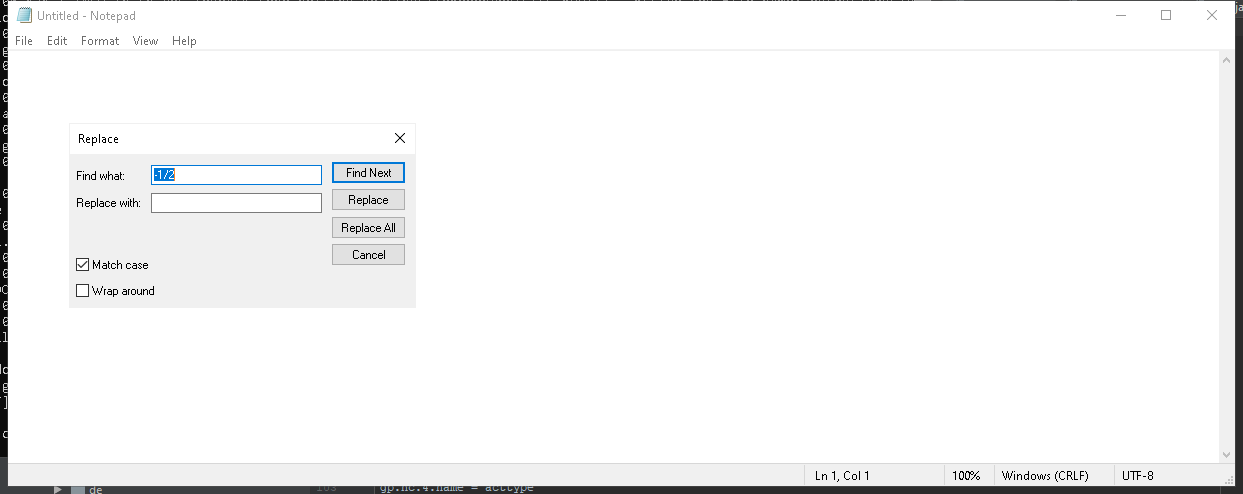 Untitled - Notepad
File Edit Format View Help
Replace
Find what: -1/2 Find Next
Replace with: Replace
Replace All
Cancel
Match case
Wrap around
Ln 1, Col 1 100% Windows (CRLF) UTF-8
de gp.nc.4.name = acctype